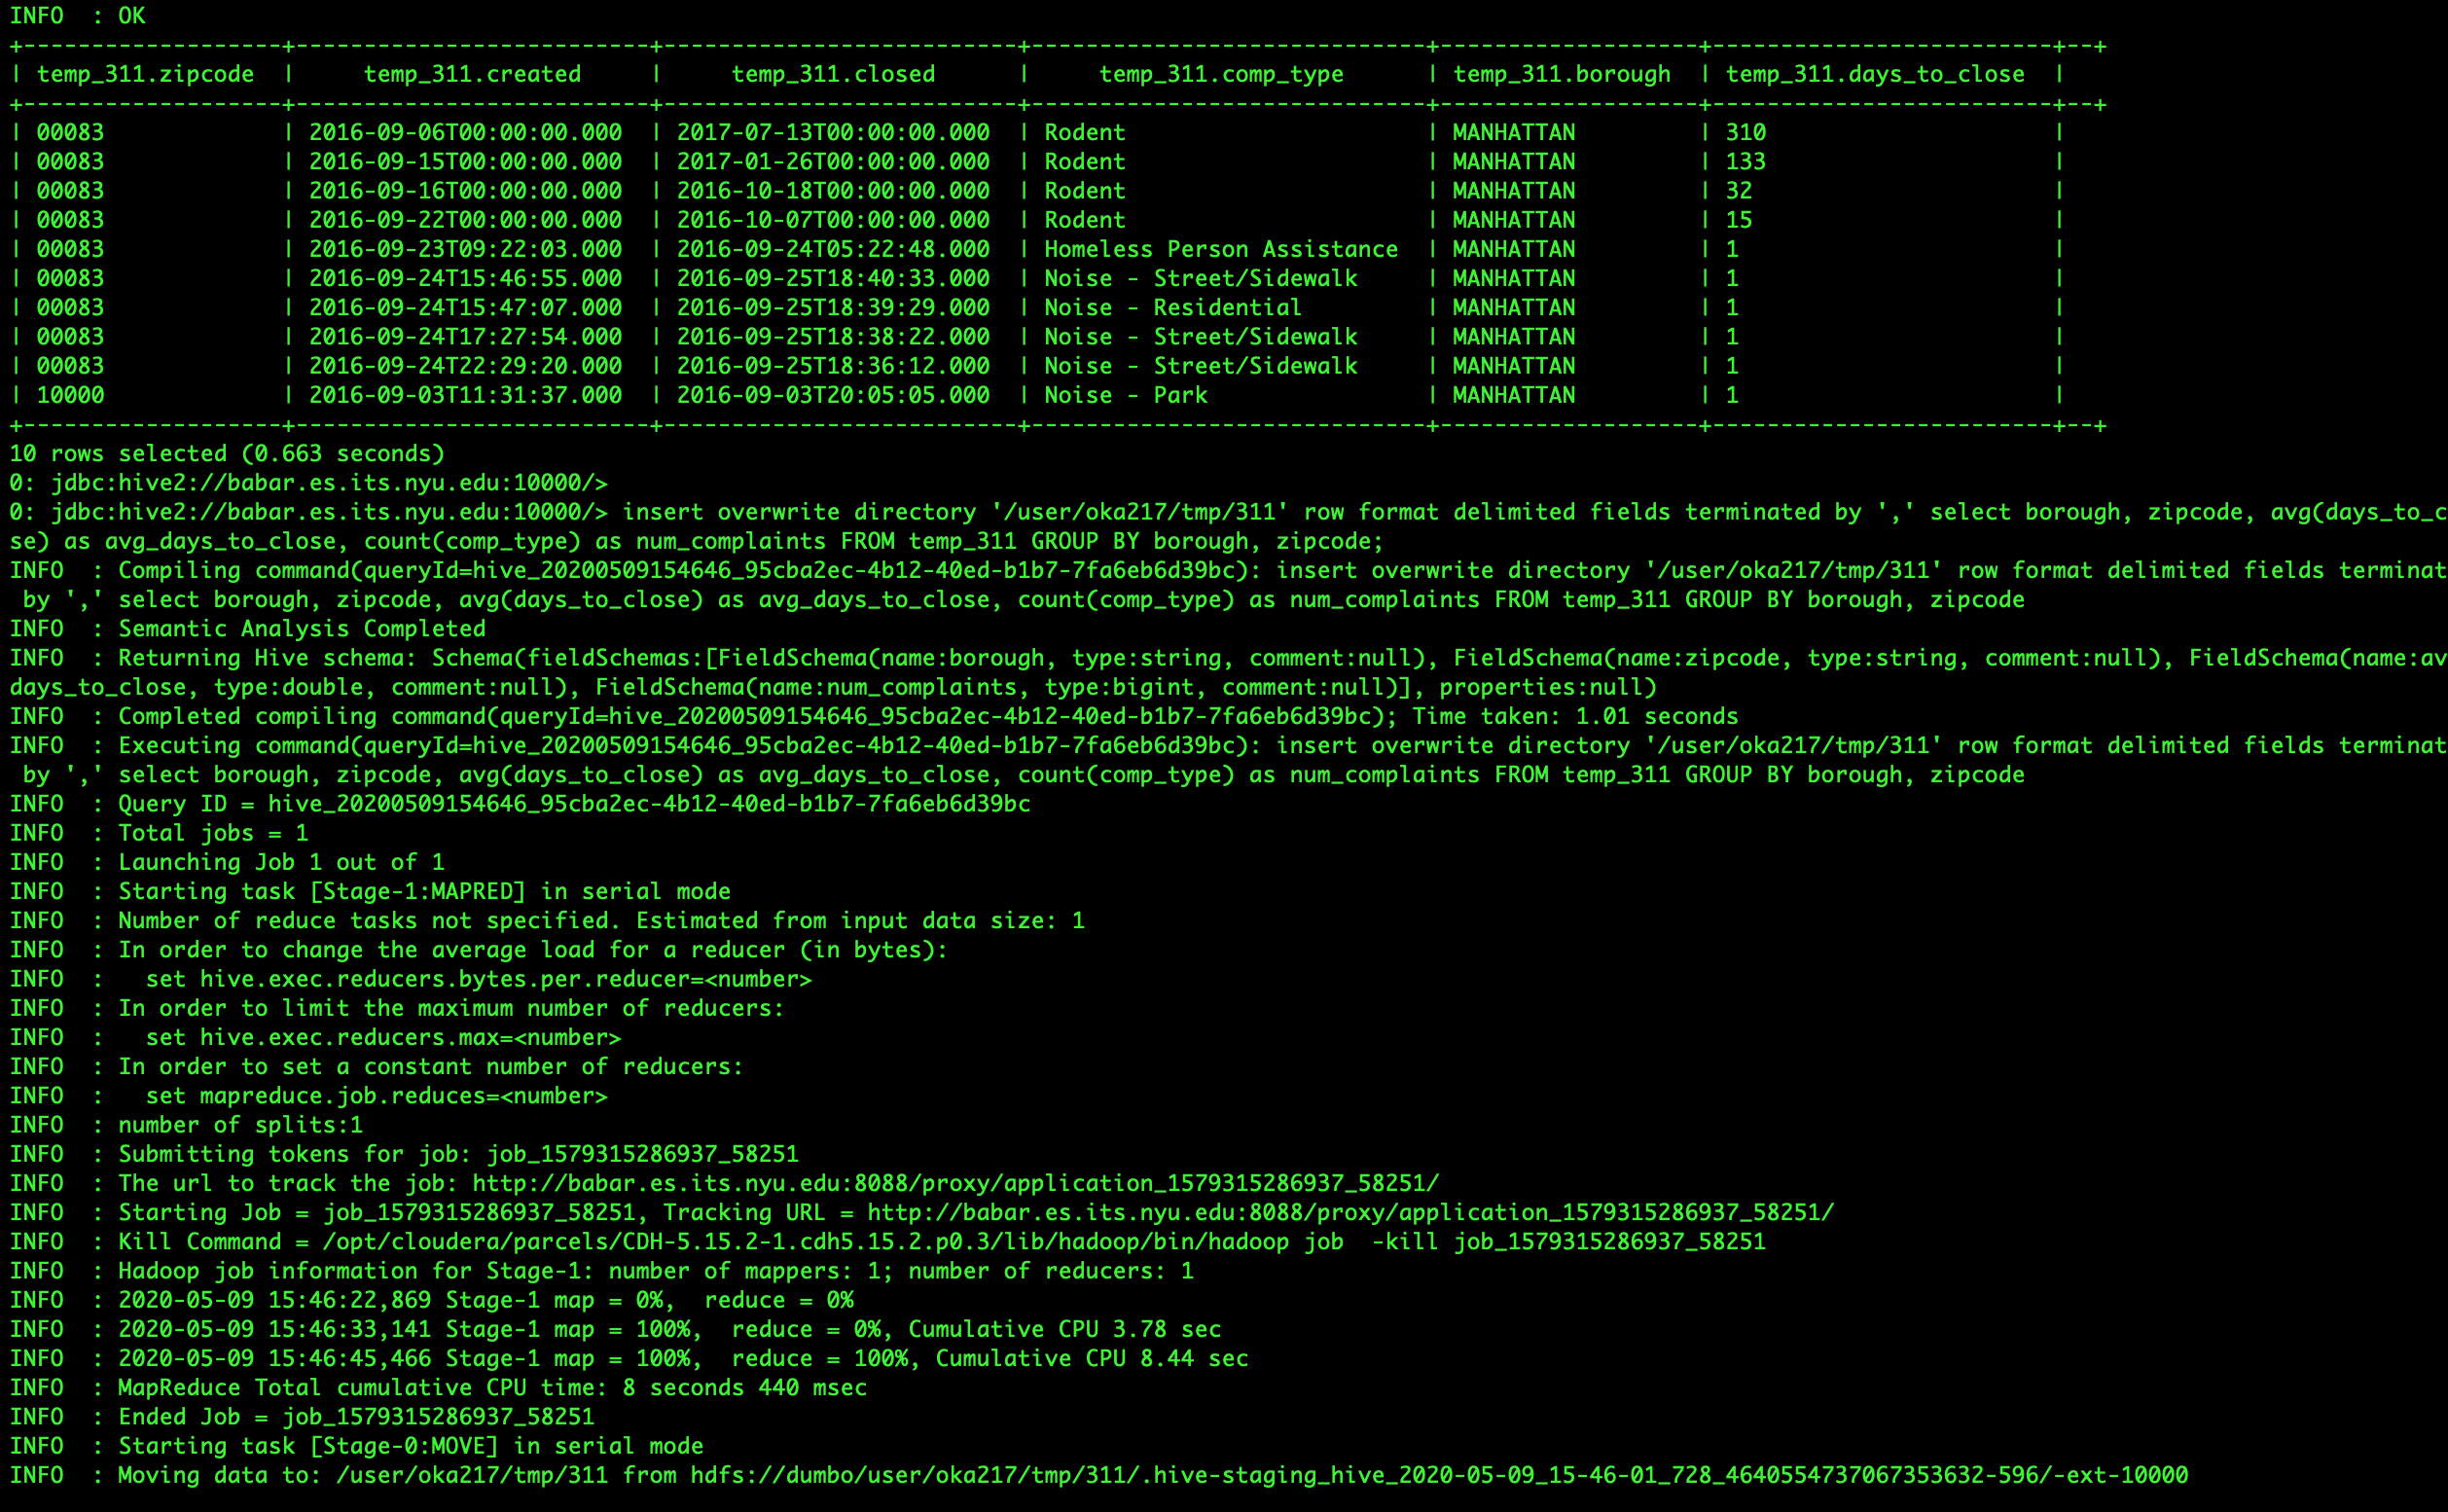 INFO  : OK
+-------------------+--------------------------+--------------------------+-----------------------------+-------------------+-------------------------+--+
| temp_311.zipcode  |     temp_311.created     |     temp_311.closed      |     temp_311.comp_type      | temp_311.borough  | temp_311.days_to_close  |
+-------------------+--------------------------+--------------------------+-----------------------------+-------------------+-------------------------+--+
| 00083             | 2016-09-06T00:00:00.000  | 2017-07-13T00:00:00.000  | Rodent                      | MANHATTAN         | 310                     |
| 00083             | 2016-09-15T00:00:00.000  | 2017-01-26T00:00:00.000  | Rodent                      | MANHATTAN         | 133                     |
| 00083             | 2016-09-16T00:00:00.000  | 2016-10-18T00:00:00.000  | Rodent                      | MANHATTAN         | 32                      |
| 00083             | 2016-09-22T00:00:00.000  | 2016-10-07T00:00:00.000  | Rodent                      | MANHATTAN         | 15                      |
| 00083             | 2016-09-23T09:22:03.000  | 2016-09-24T05:22:48.000  | Homeless Person Assistance  | MANHATTAN         | 1                       |
| 00083             | 2016-09-24T15:46:55.000  | 2016-09-25T18:40:33.000  | Noise - Street/Sidewalk     | MANHATTAN         | 1                       |
| 00083             | 2016-09-24T15:47:07.000  | 2016-09-25T18:39:29.000  | Noise - Residential         | MANHATTAN         | 1                       |
| 00083             | 2016-09-24T17:27:54.000  | 2016-09-25T18:38:22.000  | Noise - Street/Sidewalk     | MANHATTAN         | 1                       |
| 00083             | 2016-09-24T22:29:20.000  | 2016-09-25T18:36:12.000  | Noise - Street/Sidewalk     | MANHATTAN         | 1                       |
| 10000             | 2016-09-03T11:31:37.000  | 2016-09-03T20:05:05.000  | Noise - Park                | MANHATTAN         | 1                       |
+-------------------+--------------------------+--------------------------+-----------------------------+-------------------+-------------------------+--+
10 rows selected (0.663 seconds)
0: jdbc:hive2://babar.es.its.nyu.edu:10000/>
0: jdbc:hive2://babar.es.its.nyu.edu:10000/> insert overwrite directory '/user/oka217/tmp/311' row format delimited fields terminated by ',' select borough, zipcode, avg(days_to_c
se) as avg_days_to_close, count(comp_type) as num_complaints FROM temp_311 GROUP BY borough, zipcode;
INFO  : Compiling command(queryId=hive_20200509154646_95cba2ec-4b12-40ed-b1b7-7fa6eb6d39bc): insert overwrite directory '/user/oka217/tmp/311' row format delimited fields terminat
 by ',' select borough, zipcode, avg(days_to_close) as avg_days_to_close, count(comp_type) as num_complaints FROM temp_311 GROUP BY borough, zipcode
INFO  : Semantic Analysis Completed
INFO  : Returning Hive schema: Schema(fieldSchemas:[FieldSchema(name:borough, type:string, comment:null), FieldSchema(name:zipcode, type:string, comment:null), FieldSchema(name:av
days_to_close, type:double, comment:null), FieldSchema(name:num_complaints, type:bigint, comment:null)], properties:null)
INFO  : Completed compiling command(queryId=hive_20200509154646_95cba2ec-4b12-40ed-b1b7-7fa6eb6d39bc); Time taken: 1.01 seconds
INFO  : Executing command(queryId=hive_20200509154646_95cba2ec-4b12-40ed-b1b7-7fa6eb6d39bc): insert overwrite directory '/user/oka217/tmp/311' row format delimited fields terminat
 by ',' select borough, zipcode, avg(days_to_close) as avg_days_to_close, count(comp_type) as num_complaints FROM temp_311 GROUP BY borough, zipcode
INFO  : Query ID = hive_20200509154646_95cba2ec-4b12-40ed-b1b7-7fa6eb6d39bc
INFO  : Total jobs = 1
INFO  : Launching Job 1 out of 1
INFO  : Starting task [Stage-1:MAPRED] in serial mode
INFO  : Number of reduce tasks not specified. Estimated from input data size: 1
INFO  : In order to change the average load for a reducer (in bytes):
INFO  :   set hive.exec.reducers.bytes.per.reducer=<number>
INFO  : In order to limit the maximum number of reducers:
INFO  :   set hive.exec.reducers.max=<number>
INFO  : In order to set a constant number of reducers:
INFO  :   set mapreduce.job.reduces=<number>
INFO  : number of splits:1
INFO  : Submitting tokens for job: job_1579315286937_58251
INFO  : The url to track the job: http://babar.es.its.nyu.edu:8088/proxy/application_1579315286937_58251/
INFO  : Starting Job = job_1579315286937_58251, Tracking URL = http://babar.es.its.nyu.edu:8088/proxy/application_1579315286937_58251/
INFO  : Kill Command = /opt/cloudera/parcels/CDH-5.15.2-1.cdh5.15.2.p0.3/lib/hadoop/bin/hadoop job  -kill job_1579315286937_58251
INFO  : Hadoop job information for Stage-1: number of mappers: 1; number of reducers: 1
INFO  : 2020-05-09 15:46:22,869 Stage-1 map = 0%,  reduce = 0%
INFO  : 2020-05-09 15:46:33,141 Stage-1 map = 100%,  reduce = 0%, Cumulative CPU 3.78 sec
INFO  : 2020-05-09 15:46:45,466 Stage-1 map = 100%,  reduce = 100%, Cumulative CPU 8.44 sec
INFO  : MapReduce Total cumulative CPU time: 8 seconds 440 msec
INFO  : Ended Job = job_1579315286937_58251
INFO  : Starting task [Stage-0:MOVE] in serial mode
INFO  : Moving data to: /user/oka217/tmp/311 from hdfs://dumbo/user/oka217/tmp/311/.hive-staging_hive_2020-05-09_15-46-01_728_4640554737067353632-596/-ext-10000